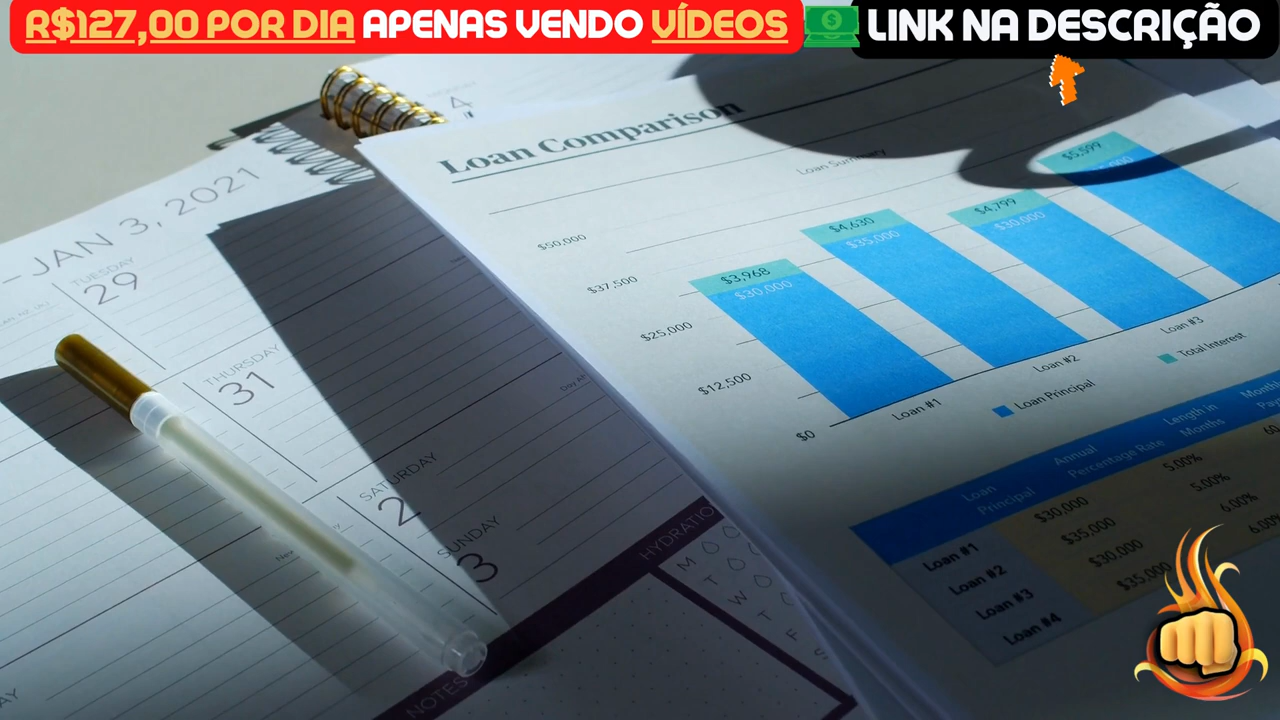 R$127,00 POR DIA APENAS VENDO VÍDEOS
LINK NA DESCRIÇÃO
4
JAN 3, 2021
TUESDAY
29
THURSDAY
31
SATURDAY
2
SUNDAY
3
HYDRATIO
M
T
W
T
F
S
NOTES
Loan Comparison
Loan Summary
$50,000
$37,500
$25,000
$12,500
$0
$3,968
$30,000
$4,630
$35,000
$4,799
$30,000
$5,599
Loan #1
Loan #2
Loan #3
Loan Principal
Total Interest
Loan Principal
Annual Percentage Rate
Length in Months
Loan #1 $30,000 5.00%
Loan #2 $35,000 5.00%
Loan #3 $30,000 6.00%
Loan #4 $35,000